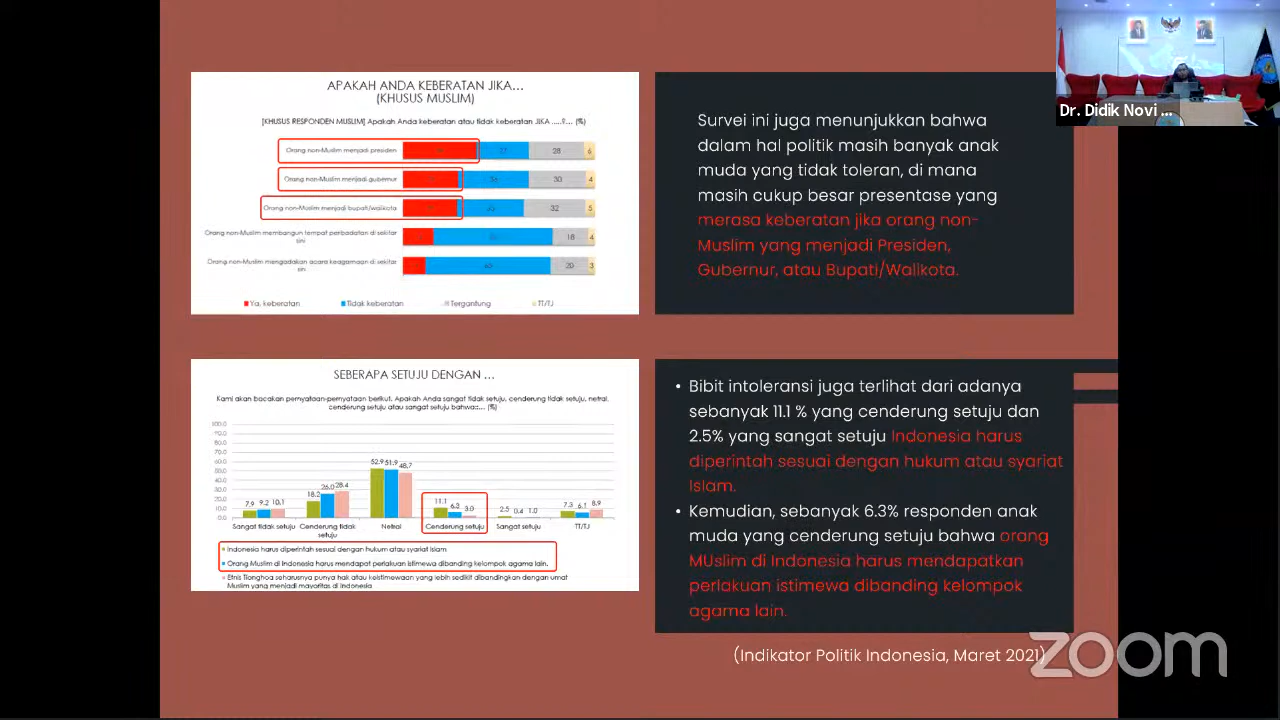 APAKAH ANDA KEBERATAN JIKA...
(KHUSUS MUSLIM)
[KHUSUS RESPONDEN MUSLIM] Apakah Anda keberatan atau tidak keberatan JIKA .....?... (%)
Orang non-Muslim menjadi presiden
28
6
Orang non-Muslim menjadi gubernur
30
4
Orang non-Muslim menjadi bupati/walikota
32
5
Orang non-Muslim membangun tempat peribadatan di sekitar
sini
18
4
Orang non-Muslim mengadakan acara keagamaan di sekitar
sini
20
3
Ya, keberatan
Tidak keberatan
Tergantung
TT/TJ
Dr. Didik Novi ...
Survei ini juga menunjukkan bahwa
dalam hal politik masih banyak anak
muda yang tidak toleran, di mana
masih cukup besar presentase yang
merasa keberatan jika orang non-
Muslim yang menjadi Presiden,
Gubernur, atau Bupati/Walikota.
SEBERAPA SETUJU DENGAN ...
Kami akan bacakan pernyataan-pernyataan berikut. Apakah Anda sangat tidak setuju, cenderung tidak setuju, netral,
cenderung setuju atau sangat setuju bahwa:... (%)
100.0
90.0
80.0
70.0
60.0
50.0
40.0
30.0
20.0
10.0
0.0
7.9 9.2 10.1
18.2 26.0 28.4
52.9 51.9 48.7
11.1 6.3 3.0
2.5 0.4 1.0
7.3 6.1 8.9
Sangat tidak setuju
Cenderung tidak
setuju
Netral
Cenderung setuju
Sangat setuju
TT/TJ
Indonesia harus diperintah sesuai dengan hukum atau syariat Islam
Orang Muslim di Indonesia harus mendapat perlakuan istimewa dibanding kelompok agama lain.
Etnis Tionghoa seharusnya punya hak atau keistimewaan yang lebih sedikit dibandingkan dengan umat
Muslim yang menjadi mayoritas di Indonesia
• Bibit intoleransi juga terlihat dari adanya
sebanyak 11.1 % yang cenderung setuju dan
2.5% yang sangat setuju Indonesia harus
diperintah sesuai dengan hukum atau syariat
Islam.
• Kemudian, sebanyak 6.3% responden anak
muda yang cenderung setuju bahwa orang
MUslim di Indonesia harus mendapatkan
perlakuan istimewa dibanding kelompok
agama lain.
(Indikator Politik Indonesia, Maret 2021)
zoom